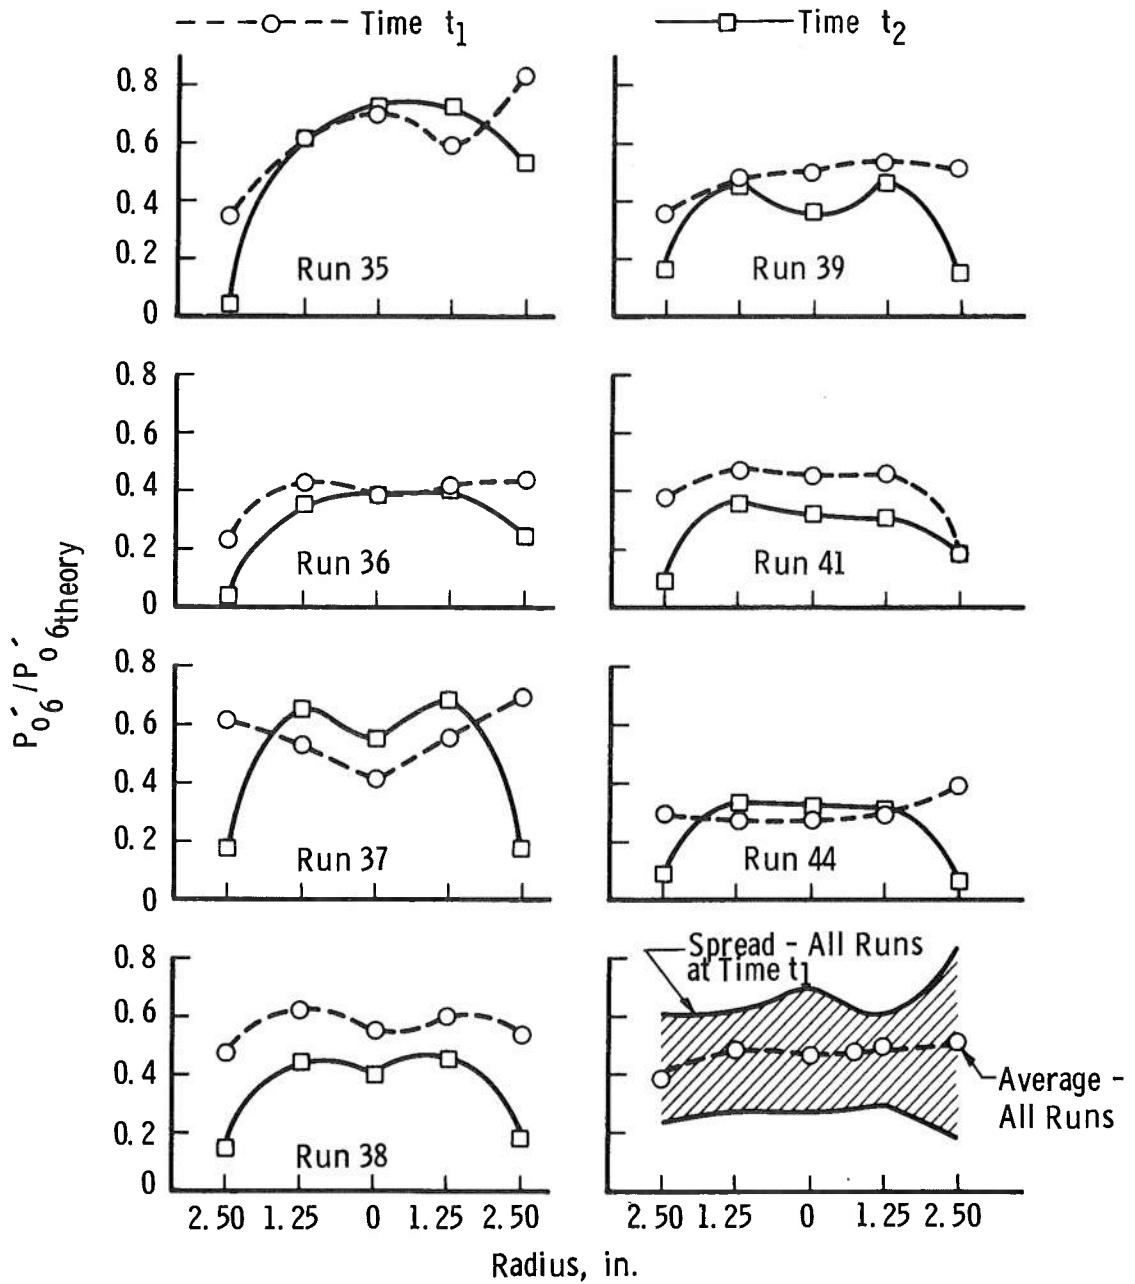 Time t1
Time t2
0.8
0.6
0.4
0.2
0
Run 35
Run 39
0.8
0.6
0.4
0.2
0
Run 36
Run 41
P´o6/P´o6theory
0.8
0.6
0.4
0.2
0
Run 37
Run 44
0.8
0.6
0.4
0.2
0
Run 38
Spread - All Runs
at Time t1
Average -
All Runs
2.50 1.25 0 1.25 2.50
2.50 1.25 0 1.25 2.50
Radius, in.